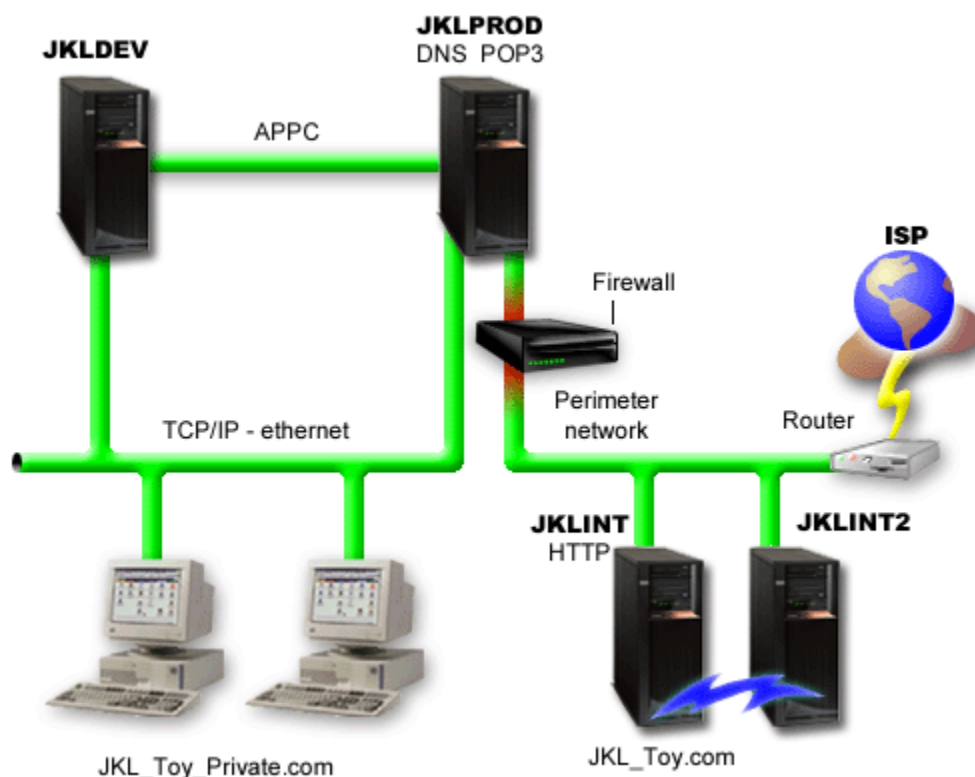 JKLDEV
JKLPROD
DNS POP3
APPC
ISP
Firewall
Perimeter
network
TCP/IP - ethernet
Router
JKLINT
HTTP
JKLINT2
JKL_Toy_Private.com
JKL_Toy.com